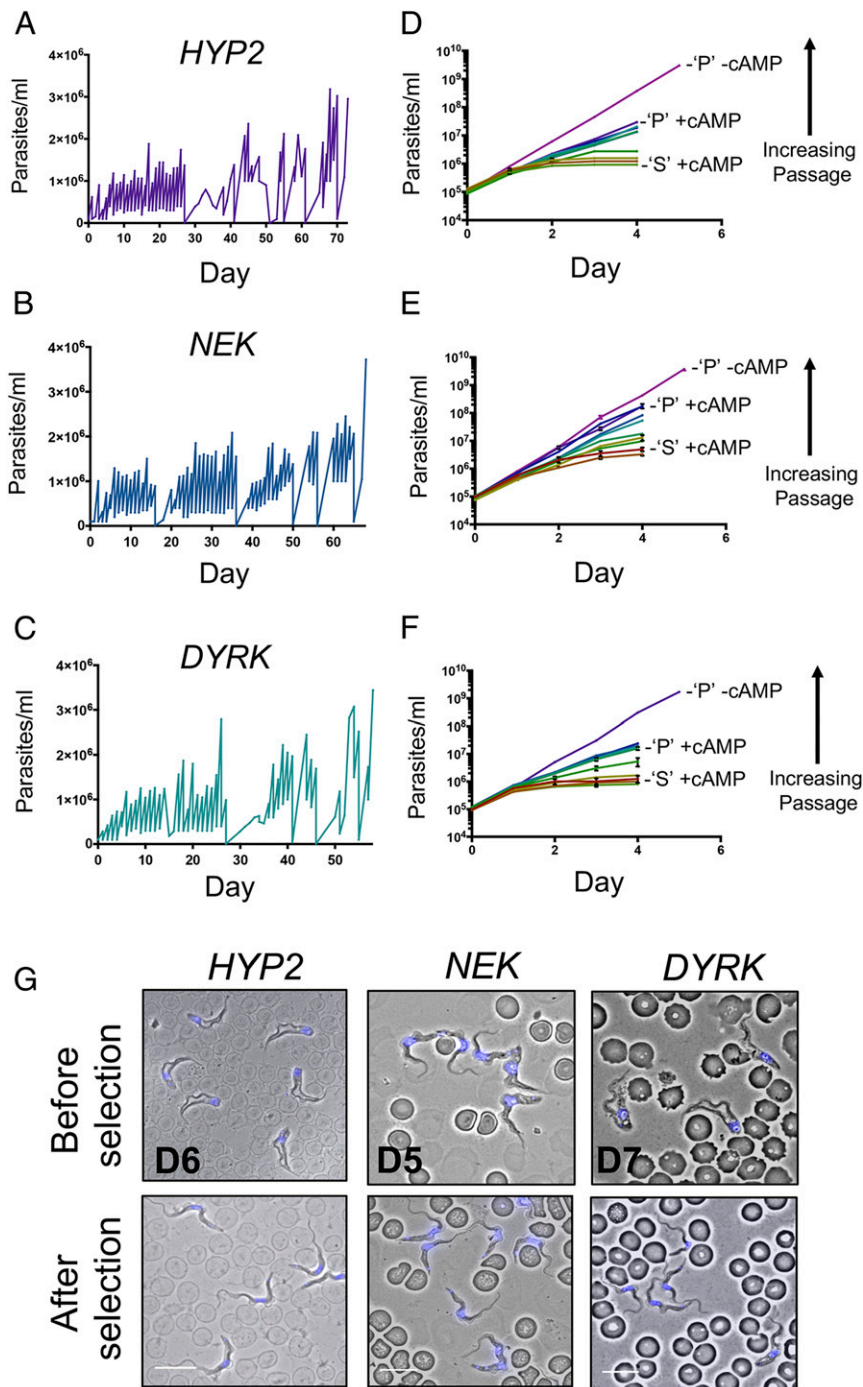 A
HYP2
Parasites/ml
4×10⁶
3×10⁶
2×10⁶
1×10⁶
0
0 10 20 30 40 50 60 70
Day
D
Parasites/ml
10¹⁰
10⁹
10⁸
10⁷
10⁶
10⁵
10⁴
0 2 4 6
Day
-'P' -cAMP
-'P' +cAMP
-'S' +cAMP
Increasing
Passage
B
NEK
Parasites/ml
4×10⁶
3×10⁶
2×10⁶
1×10⁶
0
0 10 20 30 40 50 60
Day
E
Parasites/ml
10¹⁰
10⁹
10⁸
10⁷
10⁶
10⁵
10⁴
0 2 4 6
Day
-'P' -cAMP
-'P' +cAMP
-'S' +cAMP
Increasing
Passage
C
DYRK
Parasites/ml
4×10⁶
3×10⁶
2×10⁶
1×10⁶
0
0 10 20 30 40 50
Day
F
Parasites/ml
10¹⁰
10⁹
10⁸
10⁷
10⁶
10⁵
10⁴
0 2 4 6
Day
-'P' -cAMP
-'P' +cAMP
-'S' +cAMP
Increasing
Passage
G
HYP2 NEK DYRK
Before
selection
D6 D5 D7
After
selection